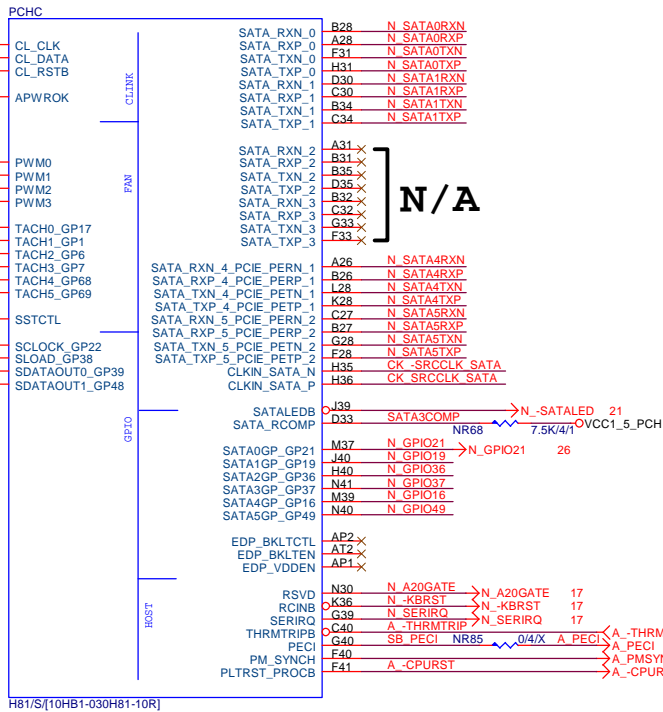 PCHC
SATA_RXN_0 B28 N_SATA0RXN
SATA_RXP_0 A28 N_SATA0RXP
CL_CLK SATA_TXN_0 F31 N_SATA0TXN
CL_DATA SATA_TXP_0 H31 N_SATA0TXP
CL_RSTB SATA_RXN_1 D30 N_SATA1RXN
SATA_RXP_1 C30 N_SATA1RXP
APWROK SATA_TXN_1 B34 N_SATA1TXN
SATA_TXP_1 C34 N_SATA1TXP
CLINK
SATA_RXN_2 A31
PWM0 SATA_RXP_2 B31
PWM1 SATA_TXN_2 B35
PWM2 SATA_TXP_2 D35
PWM3 SATA_RXN_3 B32
SATA_RXP_3 C32
TACH0_GP17 SATA_TXN_3 G33
TACH1_GP1 SATA_TXP_3 F33
N/A
FAN
TACH2_GP6
TACH3_GP7 SATA_RXN_4_PCIE_PERN_1 A26 N_SATA4RXN
TACH4_GP68 SATA_RXP_4_PCIE_PERP_1 B26 N_SATA4RXP
TACH5_GP69 SATA_TXN_4_PCIE_PETN_1 L28 N_SATA4TXN
SATA_TXP_4_PCIE_PETP_1 K28 N_SATA4TXP
SSTCTL SATA_RXN_5_PCIE_PERN_2 C27 N_SATA5RXN
SATA_RXP_5_PCIE_PERP_2 B27 N_SATA5RXP
SCLOCK_GP22 SATA_TXN_5_PCIE_PETN_2 G28 N_SATA5TXN
SLOAD_GP38 SATA_TXP_5_PCIE_PETP_2 F28 N_SATA5TXP
SDATAOUT0_GP39 CLKIN_SATA_N H35 CK_-SRCCLK_SATA
SDATAOUT1_GP48 CLKIN_SATA_P H36 CK_SRCCLK_SATA
SATALEDB J39 N_-SATALED 21
SATA_RCOMP D33 SATA3COMP NR68 7.5K/4/1 VCC1_5_PCH
GPIO
SATA0GP_GP21 M37 N_GPIO21 N_GPIO21 26
SATA1GP_GP19 J40 N_GPIO19
SATA2GP_GP36 H40 N_GPIO36
SATA3GP_GP37 N41 N_GPIO37
SATA4GP_GP16 M39 N_GPIO16
SATA5GP_GP49 N40 N_GPIO49
EDP_BKLTCTL AP2
EDP_BKLTEN AT2
EDP_VDDEN AP1
RSVD N30 N_A20GATE N_A20GATE 17
RCINB K36 N_-KBRST N_-KBRST 17
SERIRQ G39 N_SERIRQ N_SERIRQ 17
THRMTRIPB C40 A_-THRMTRIP A_-THRM
PECI G40 SB_PECI NR85 0/4/X A_PECI A_PECI
PM_SYNCH F40 A_PMSYN
PLTRST_PROCB F41 A_-CPURST A_-CPUR
HOST
H81/S/[10HB1-030H81-10R]